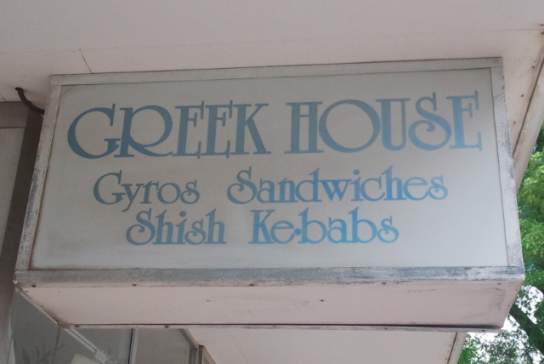 GREEK HOUSE
Gyros Sandwiches
Shish Ke-babs